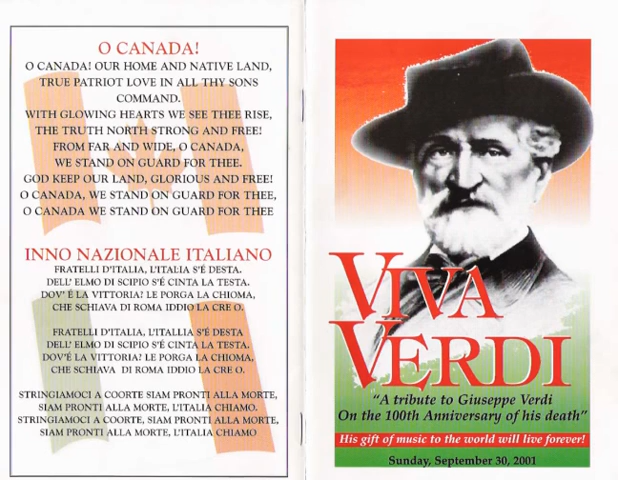 O CANADA!
O CANADA! OUR HOME AND NATIVE LAND,
TRUE PATRIOT LOVE IN ALL THY SONS
COMMAND.
WITH GLOWING HEARTS WE SEE THEE RISE,
THE TRUTH NORTH STRONG AND FREE!
FROM FAR AND WIDE, O CANADA,
WE STAND ON GUARD FOR THEE.
GOD KEEP OUR LAND, GLORIOUS AND FREE!
O CANADA, WE STAND ON GUARD FOR THEE,
O CANADA WE STAND ON GUARD FOR THEE
INNO NAZIONALE ITALIANO
FRATELLI D'ITALIA, L'ITALIA S'É DESTA.
DELL' ELMO DI SCIPIO S'É CINTA LA TESTA.
DOV' É LA VITTORIA! LE PORGA LA CHIOMA,
CHE SCHIAVA DI ROMA IDDIO LA CRE O.
FRATELLI D'ITALIA, L'ITALLIA S'É DESTA
DELL' ELMO DI SCIPIO S'É CINTA LA TESTA.
DOV'É LA VITTORIA! LE PORGA LA CHIOMA,
CHE SCHIAVA DI ROMA IDDIO LA CRE O.
STRINGIAMOCI A COORTE SIAM PRONTI ALLA MORTE,
SIAM PRONTI ALLA MORTE, L'ITALIA CHIAMO.
STRINGIAMOCI A COORTE, SIAM PRONTI ALLA MORTE,
SIAM PRONTI ALLA MORTE, L'ITALIA CHIAMO
VIVA
VERDI
"A tribute to Giuseppe Verdi
On the 100th Anniversary of his death"
His gift of music to the world will live forever!
Sunday, September 30, 2001